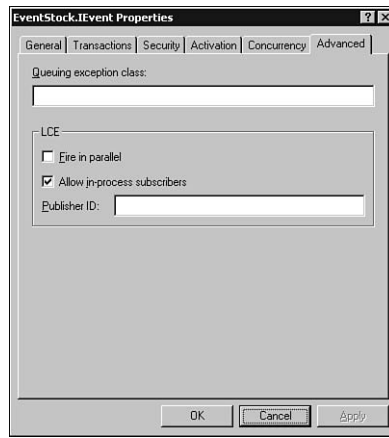 EventStock.IEvent Properties
General Transactions Security Activation Concurrency Advanced
Queuing exception class:
LCE
Fire in parallel
Allow in-process subscribers
Publisher ID:
OK Cancel Apply